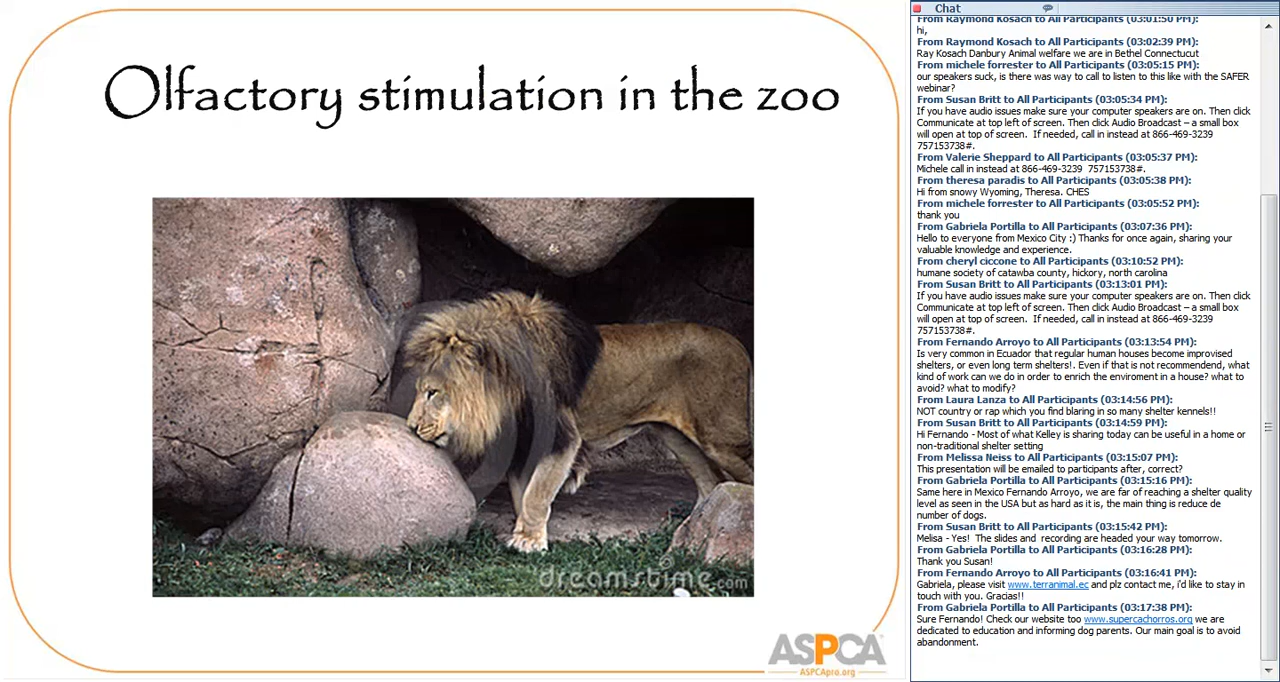 Olfactory stimulation in the zoo
dreamstime.com
ASPCA
ASPCApro.org
Chat
From Raymond Kosach to All Participants (03:01:50 PM):
hi,
From Raymond Kosach to All Participants (03:02:39 PM):
Ray Kosach Danbury Animal welfare we are in Bethel Connectucut
From michele forrester to All Participants (03:05:15 PM):
our speakers suck, is there was way to call to listen to this like with the SAFER
webinar?
From Susan Britt to All Participants (03:05:34 PM):
If you have audio issues make sure your computer speakers are on. Then click
Communicate at top left of screen. Then click Audio Broadcast – a small box
will open at top of screen.  If needed, call in instead at 866-469-3239
757153738#.
From Valerie Sheppard to All Participants (03:05:37 PM):
Michele call in instead at 866-469-3239  757153738#.
From theresa paradis to All Participants (03:05:38 PM):
Hi from snowy Wyoming, Theresa. CHES
From michele forrester to All Participants (03:05:52 PM):
thank you
From Gabriela Portilla to All Participants (03:07:36 PM):
Hello to everyone from Mexico City :) Thanks for once again, sharing your
valuable knowledge and experience.
From cheryl ciccone to All Participants (03:10:52 PM):
humane society of catawba county, hickory, north carolina
From Susan Britt to All Participants (03:13:01 PM):
If you have audio issues make sure your computer speakers are on. Then click
Communicate at top left of screen. Then click Audio Broadcast – a small box
will open at top of screen.  If needed, call in instead at 866-469-3239
757153738#.
From Fernando Arroyo to All Participants (03:13:54 PM):
Is very common in Ecuador that regular human houses become improvised
shelters, or even long term shelters!. Even if that is not recommendend, what
kind of work can we do in order to enrich the enviroment in a house? what to
avoid? what to modify?
From Laura Lanza to All Participants (03:14:56 PM):
NOT country or rap which you find blaring in so many shelter kennels!!
From Susan Britt to All Participants (03:14:59 PM):
Hi Fernando - Most of what Kelley is sharing today can be useful in a home or
non-traditional shelter setting
From Melissa Neiss to All Participants (03:15:07 PM):
This presentation will be emailed to participants after, correct?
From Gabriela Portilla to All Participants (03:15:16 PM):
Same here in Mexico Fernando Arroyo, we are far of reaching a shelter quality
level as seen in the USA but as hard as it is, the main thing is reduce de
number of dogs.
From Susan Britt to All Participants (03:15:42 PM):
Melisa - Yes!  The slides and  recording are headed your way tomorrow.
From Gabriela Portilla to All Participants (03:16:28 PM):
Thank you Susan!
From Fernando Arroyo to All Participants (03:16:41 PM):
Gabriela, please visit www.terranimal.ec and plz contact me, i'd like to stay in
touch with you. Gracias!!
From Gabriela Portilla to All Participants (03:17:38 PM):
Sure Fernando! Check our website too www.supercachorros.org we are
dedicated to education and informing dog parents. Our main goal is to avoid
abandonment.